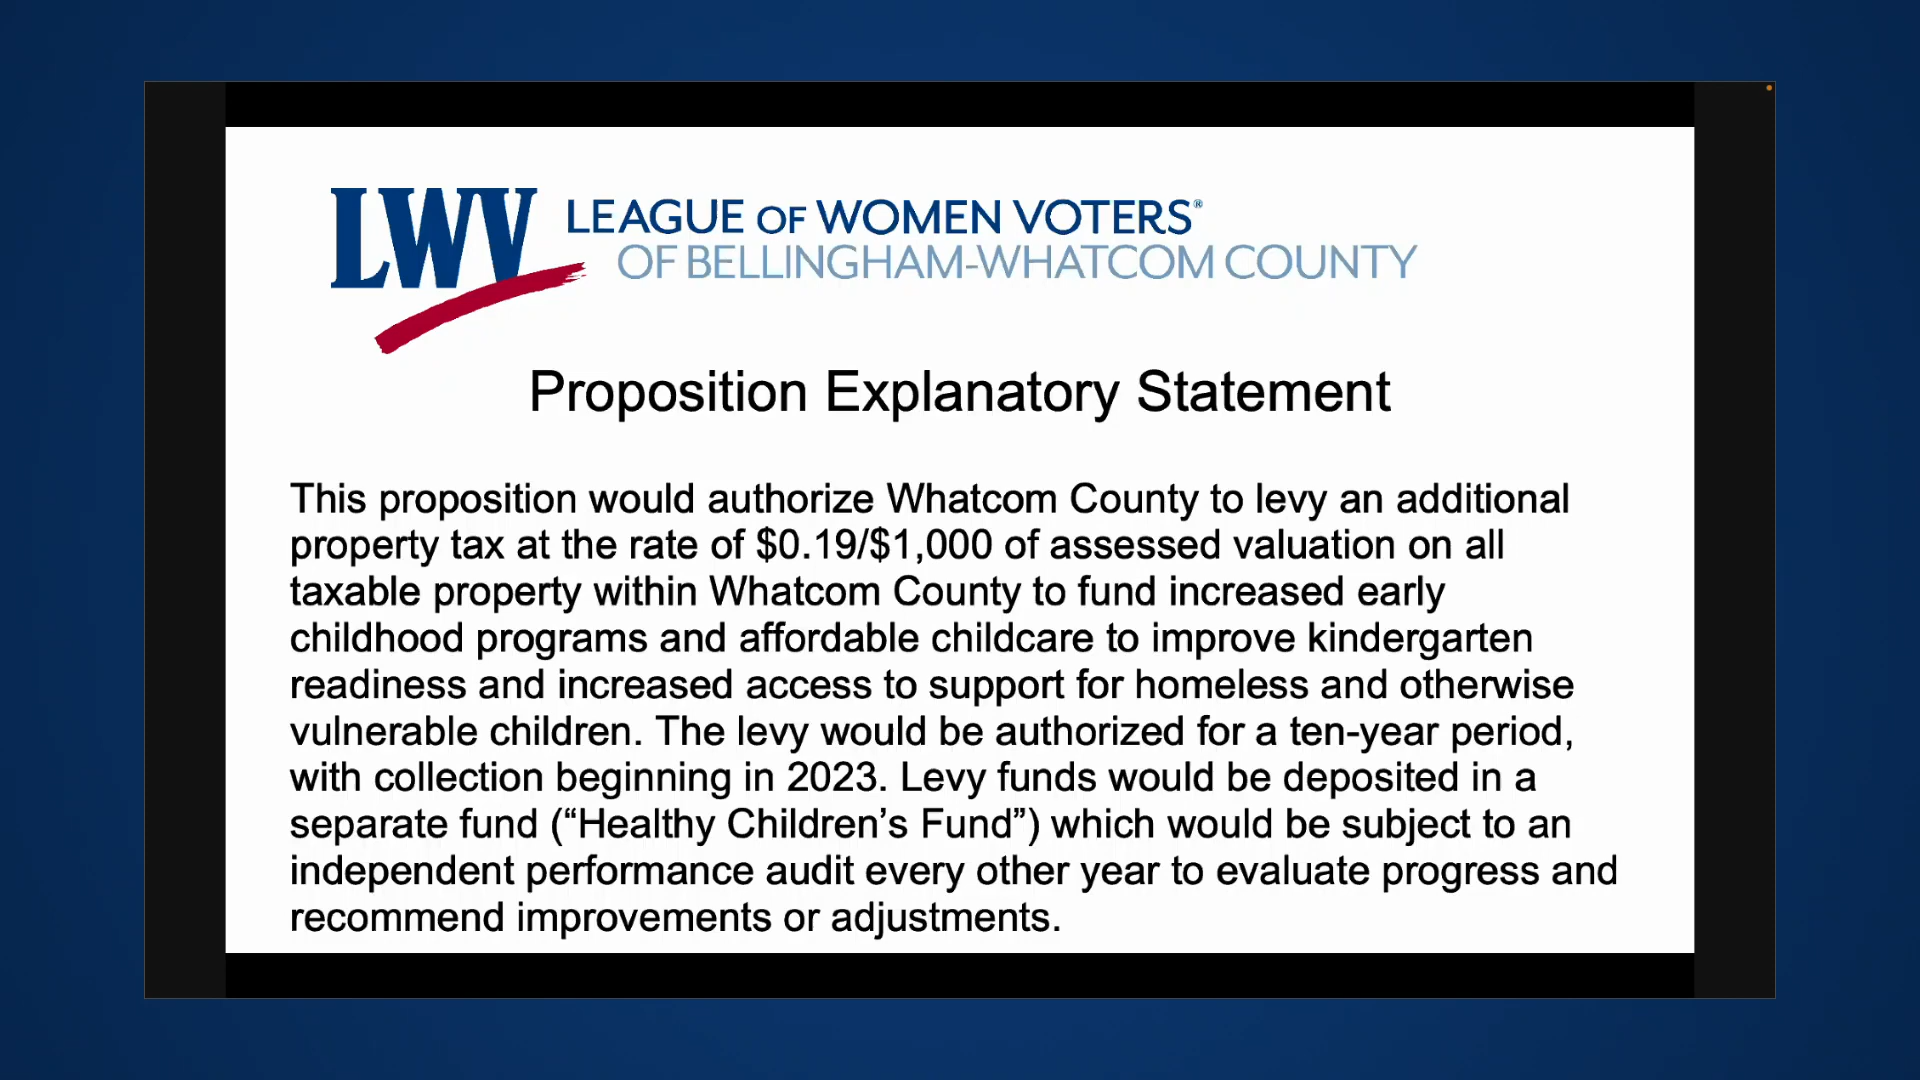 LWV LEAGUE OF WOMEN VOTERS®
OF BELLINGHAM-WHATCOM COUNTY
Proposition Explanatory Statement
This proposition would authorize Whatcom County to levy an additional
property tax at the rate of $0.19/$1,000 of assessed valuation on all
taxable property within Whatcom County to fund increased early
childhood programs and affordable childcare to improve kindergarten
readiness and increased access to support for homeless and otherwise
vulnerable children. The levy would be authorized for a ten-year period,
with collection beginning in 2023. Levy funds would be deposited in a
separate fund (“Healthy Children’s Fund”) which would be subject to an
independent performance audit every other year to evaluate progress and
recommend improvements or adjustments.